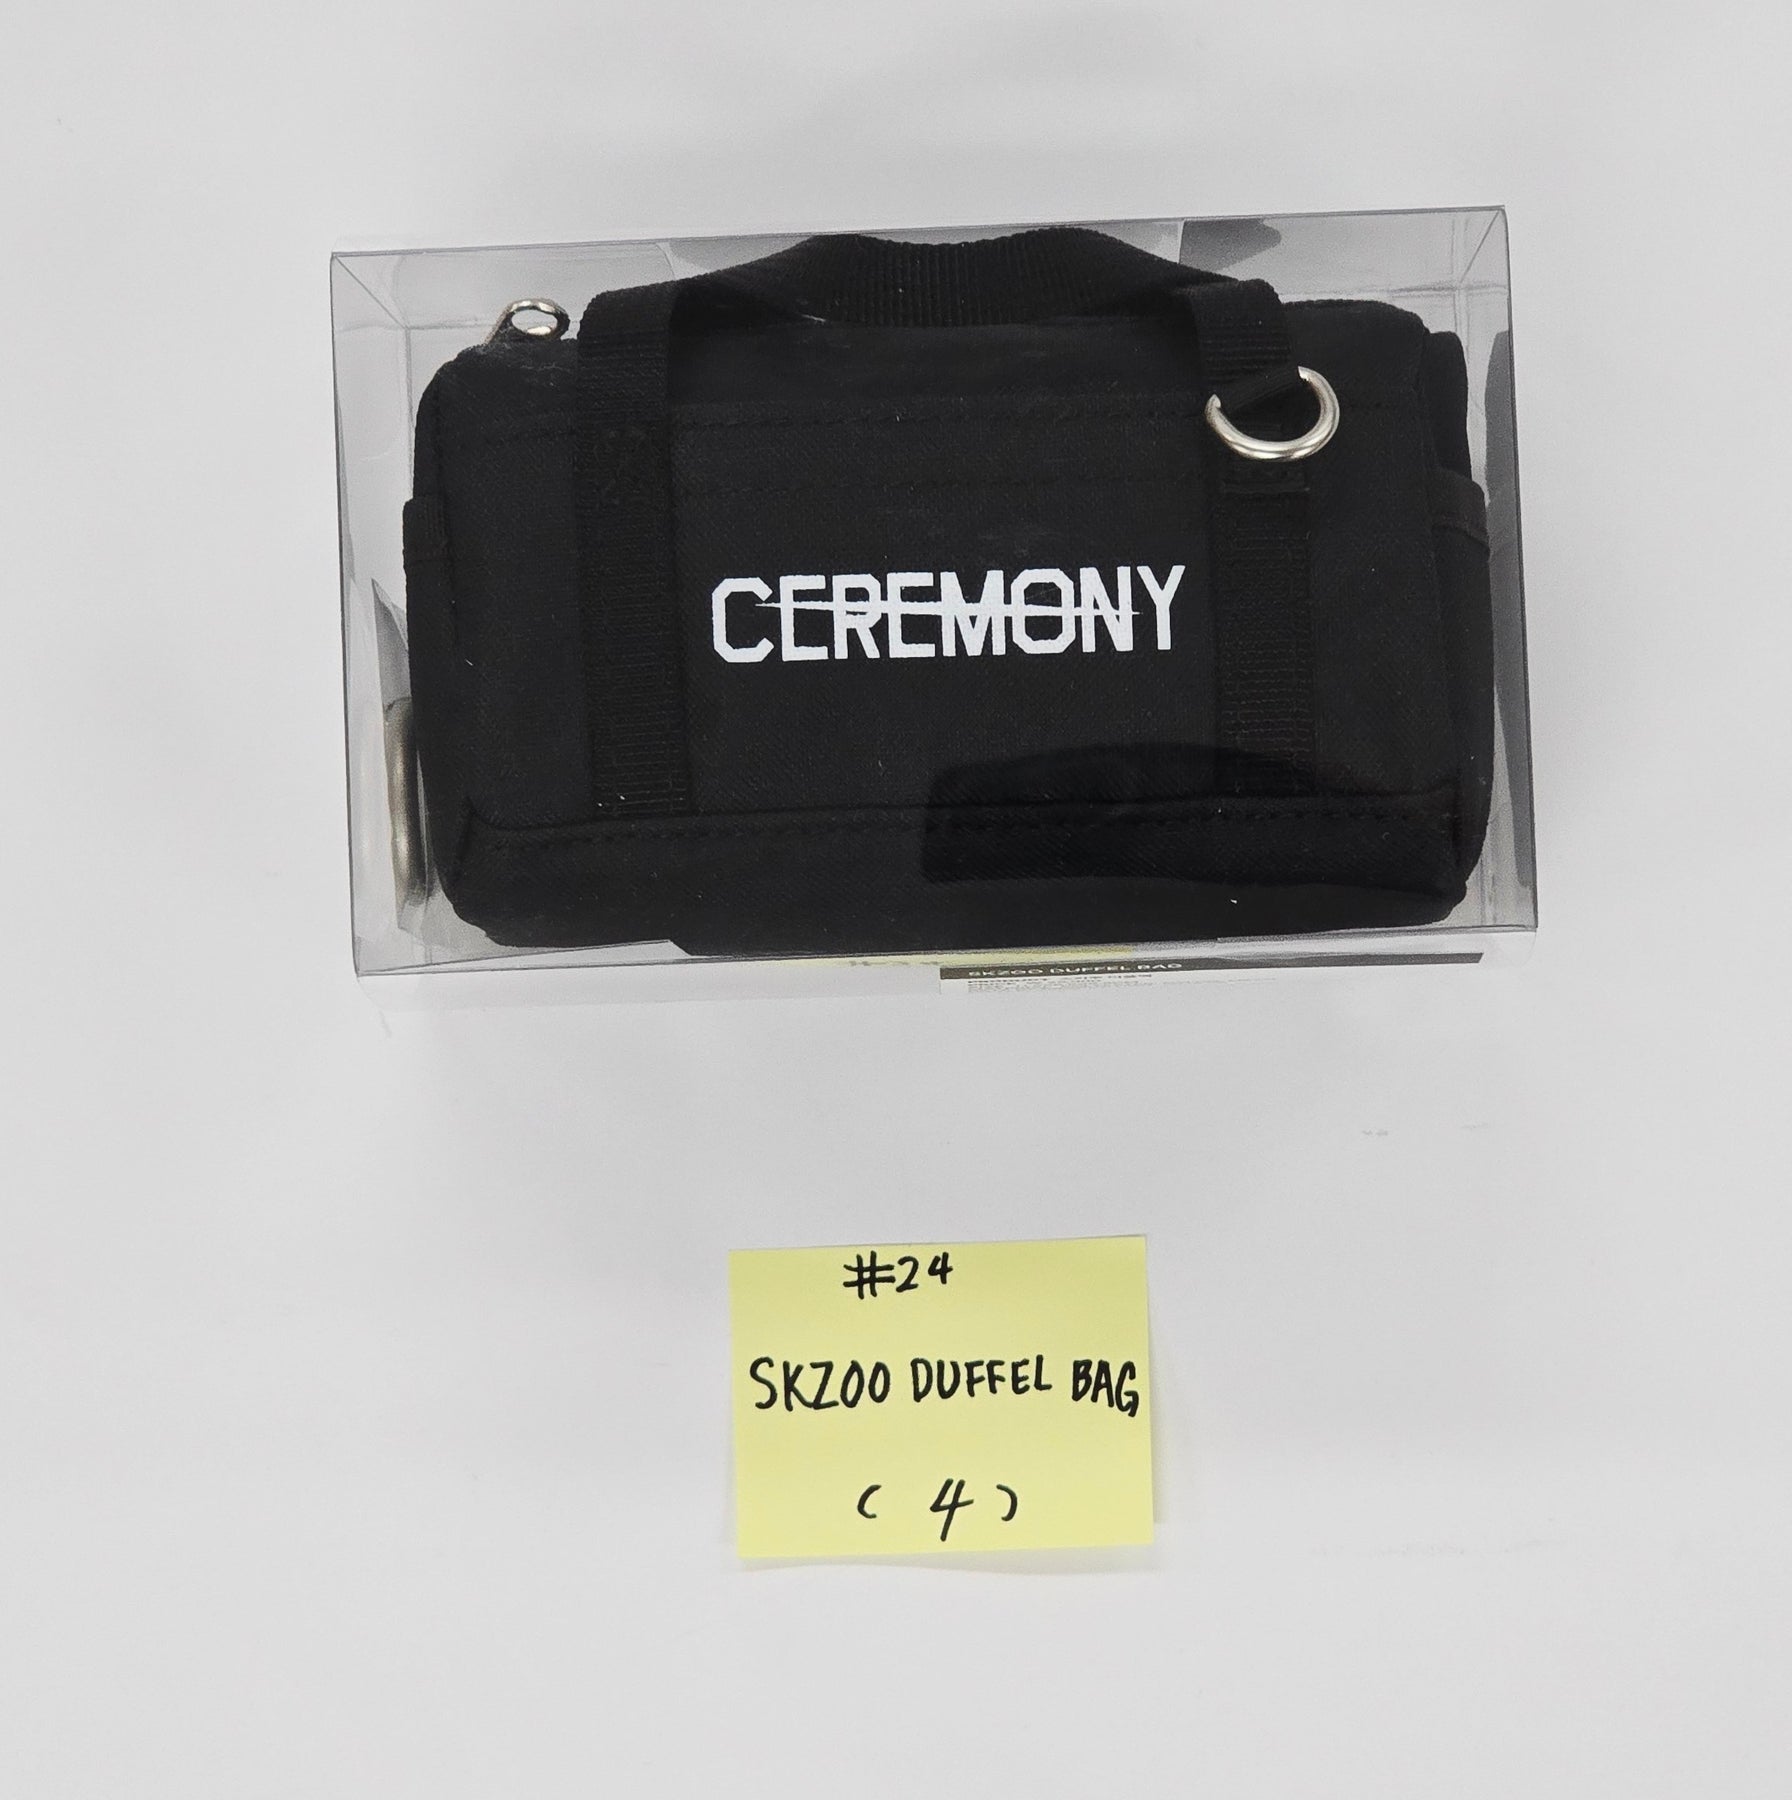 CEREMONY
SKZOO DUFFEL BAG
#24
SKZOO DUFFEL BAG
( 4 )